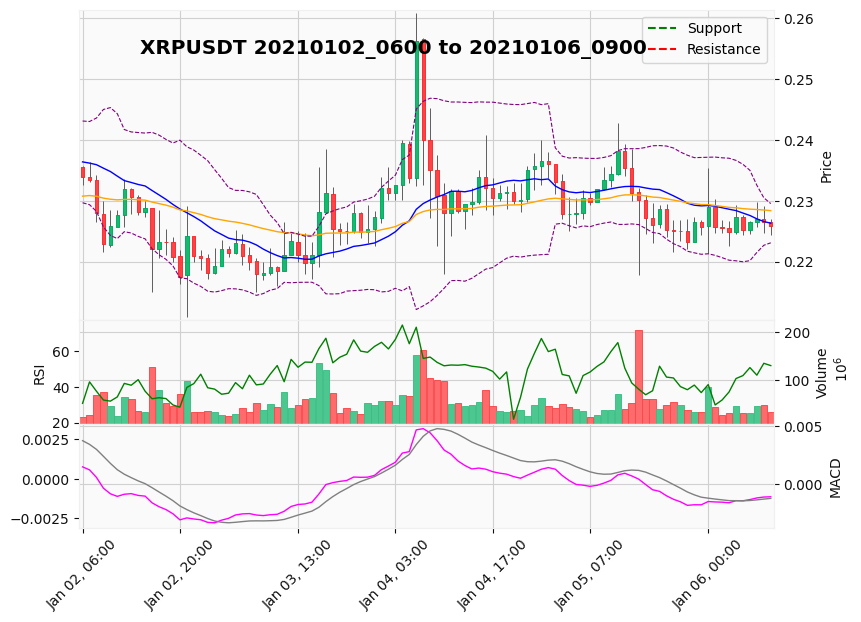 XRPUSDT 20210102_0600 to 20210106_0900
Support
Resistance
0.26
0.25
0.24
0.23
0.22
Price
60
40
20
RSI
200
100
Volume
10^6
0.0025
0.0000
−0.0025
0.005
0.000
MACD
Jan 02, 06:00
Jan 02, 20:00
Jan 03, 13:00
Jan 04, 03:00
Jan 04, 17:00
Jan 05, 07:00
Jan 06, 00:00